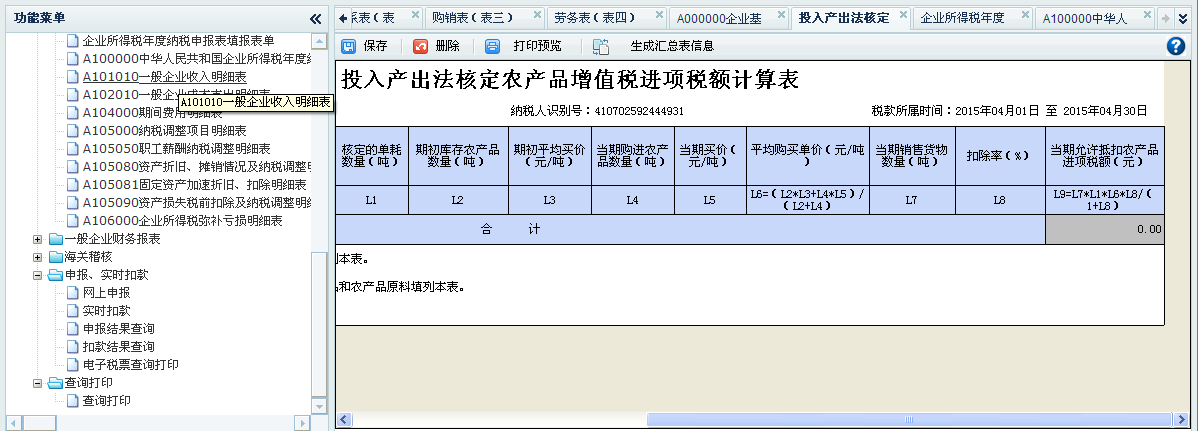 功能菜单
企业所得税年度纳税申报表填报表单
A100000中华人民共和国企业所得税年度纳
A101010一般企业收入明细表
A102010一般企业成本支出明细表
A101010一般企业收入明细表
A104000期间费用明细表
A105000纳税调整项目明细表
A105050职工薪酬纳税调整明细表
A105080资产折旧、摊销情况及纳税调整明
A105081固定资产加速折旧、扣除明细表
A105090资产损失税前扣除及纳税调整明细
A106000企业所得税弥补亏损明细表
一般企业财务报表
海关稽核
申报、实时扣款
网上申报
实时扣款
申报结果查询
扣款结果查询
电子税票查询打印
查询打印
查询打印
系表（表
购销表（表三）
劳务表（表四）
A000000企业基
投入产出法核定
企业所得税年度
A100000中华人
保存
删除
打印预览
生成汇总表信息
投入产出法核定农产品增值税进项税额计算表
纳税人识别号：410702592444931
税款所属时间：2015年04月01日 至 2015年04月30日
核定的单耗
数量（吨）
期初库存农产品
数量（吨）
期初平均买价
（元/吨）
当期购进农产
品数量（吨）
当期买价（
元/吨）
平均购买单价（元/吨
）
当期销售货物
数量（吨）
扣除率（%）
当期允许抵扣农产品
进项税额（元）
L1
L2
L3
L4
L5
L6=（L2*L3+L4*L5）/
（L2+L4）
L7
L8
L9=L7*L1*L6*L8/（
1+L8）
合 计
0.00
列本表。
和农产品原料填列本表。